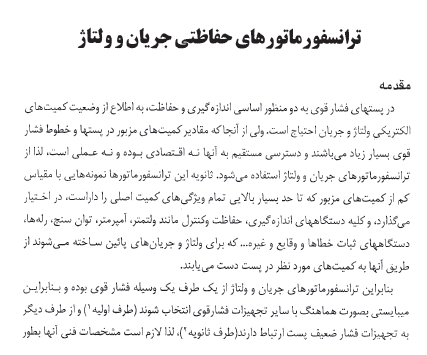 ترانسفورماتورهای حفاظتی جریان و ولتاژ
مقدمه
در پستهای فشار قوی به دو منظور اساسی اندازه‌گیری و حفاظت، به اطلاع از وضعیت کمیت‌های
الکتریکی ولتاژ و جریان احتیاج است. ولی از آنجا که مقادیر کمیت‌های مزبور در پستها و خطوط فشار
قوی بسیار زیاد می‌باشند و دسترسی مستقیم به آنها نه اقتصادی بوده و نه عملی است، لذا از
ترانسفورماتورهای جریان و ولتاژ استفاده می‌شود. ثانویه این ترانسفورماتورها نمونه‌هایی با مقیاس
کم از کمیت‌های مزبور که تا حد بسیار بالایی تمام ویژگی‌های کمیت اصلی را داراست، در اختیار
می‌گذارد، و کلیه دستگاههای اندازه‌گیری، حفاظت وکنترل مانند ولتمتر، آمپرمتر، توان سنج، رله‌ها،
دستگاههای ثبات خطاها و وقایع و غیره... که برای ولتاژ و جریان‌های پائین ساخته می‌شوند از
طریق آنها به کمیت‌های مورد نظر در پست دست می‌یابند.
بنابراین ترانسفورماتورهای جریان و ولتاژ از یک طرف یک وسیله فشار قوی بوده و بنابراین
میبایستی بصورت هماهنگ با سایر تجهیزات فشارقوی انتخاب شوند (طرف اولیه۱) و از طرف دیگر
به تجهیزات فشار ضعیف پست ارتباط دارند(طرف ثانویه۲)، لذا لازم است مشخصات فنی آنها بطور